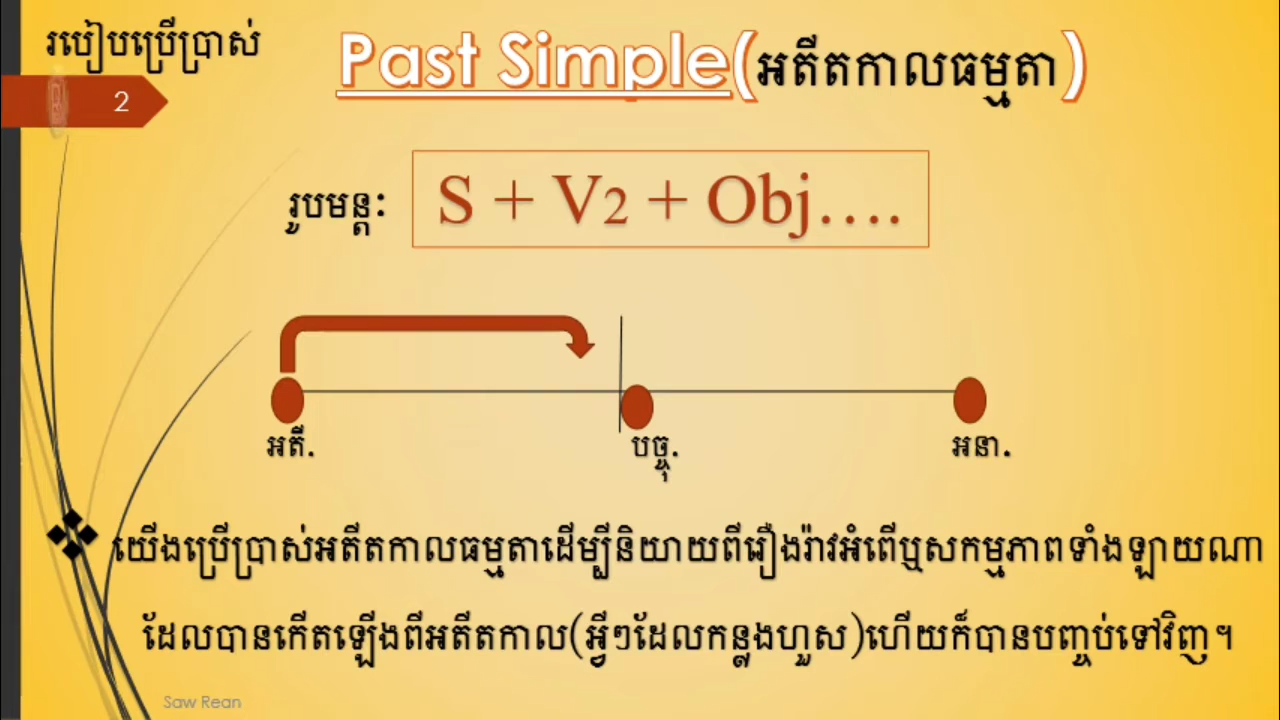 របៀបប្រើប្រាស់
Past Simple(អតីតកាលធម្មតា)
2
រូបមន្ត: S + V2 + Obj….
អតី. បច្ចុ. អនា.
យើងប្រើប្រាស់អតីតកាលធម្មតាដើម្បីនិយាយពីរឿងរ៉ាវអំពើឬសកម្មភាពទាំងឡាយណា
ដែលបានកើតឡើងពីអតីតកាល(អ្វីៗដែលកន្លងហួស)ហើយក៏បានបញ្ចប់ទៅវិញ។
Saw Rean